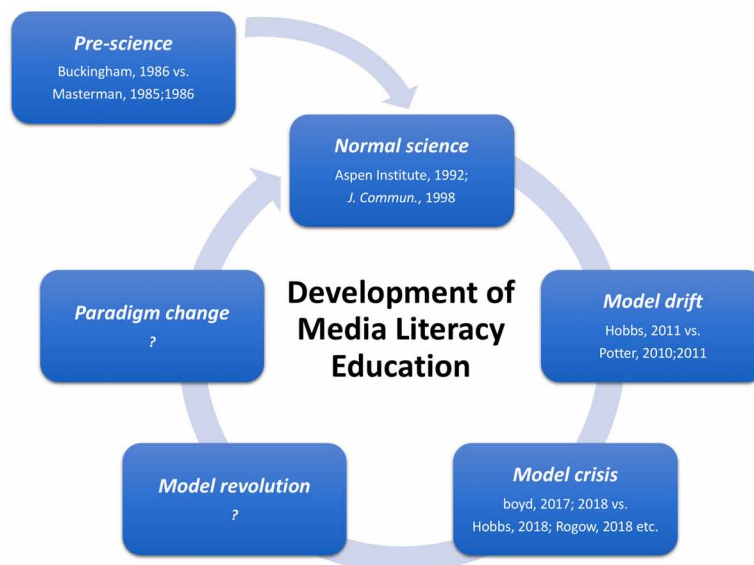 Pre-science
Buckingham, 1986 vs.
Masterman, 1985;1986
Normal science
Aspen Institute, 1992;
J. Commun., 1998
Development of
Media Literacy
Education
Model drift
Hobbs, 2011 vs.
Potter, 2010;2011
Model crisis
boyd, 2017; 2018 vs.
Hobbs, 2018; Rogow, 2018 etc.
Model revolution
?
Paradigm change
?